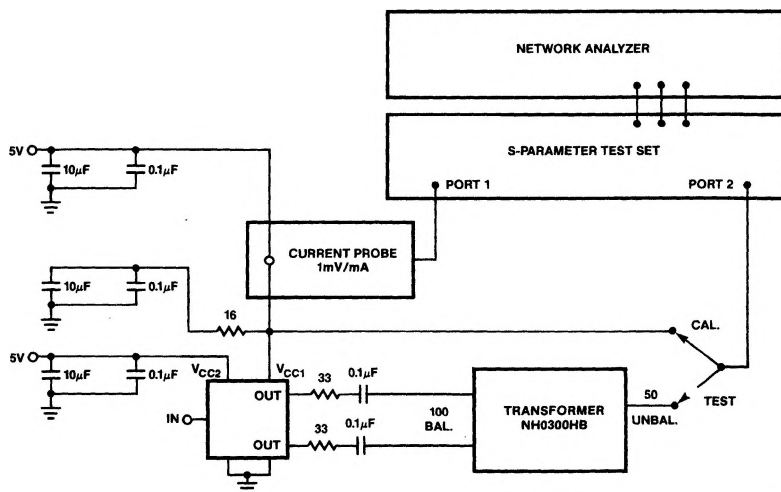 NETWORK ANALYZER
S-PARAMETER TEST SET
PORT 1
PORT 2
5V
10µF
0.1µF
CURRENT PROBE
1mV/mA
10µF
0.1µF
16
CAL.
5V
10µF
0.1µF
VCC2
VCC1
OUT
33
0.1µF
IN
OUT
33
0.1µF
100
BAL.
TRANSFORMER
NH0300HB
50
UNBAL.
TEST